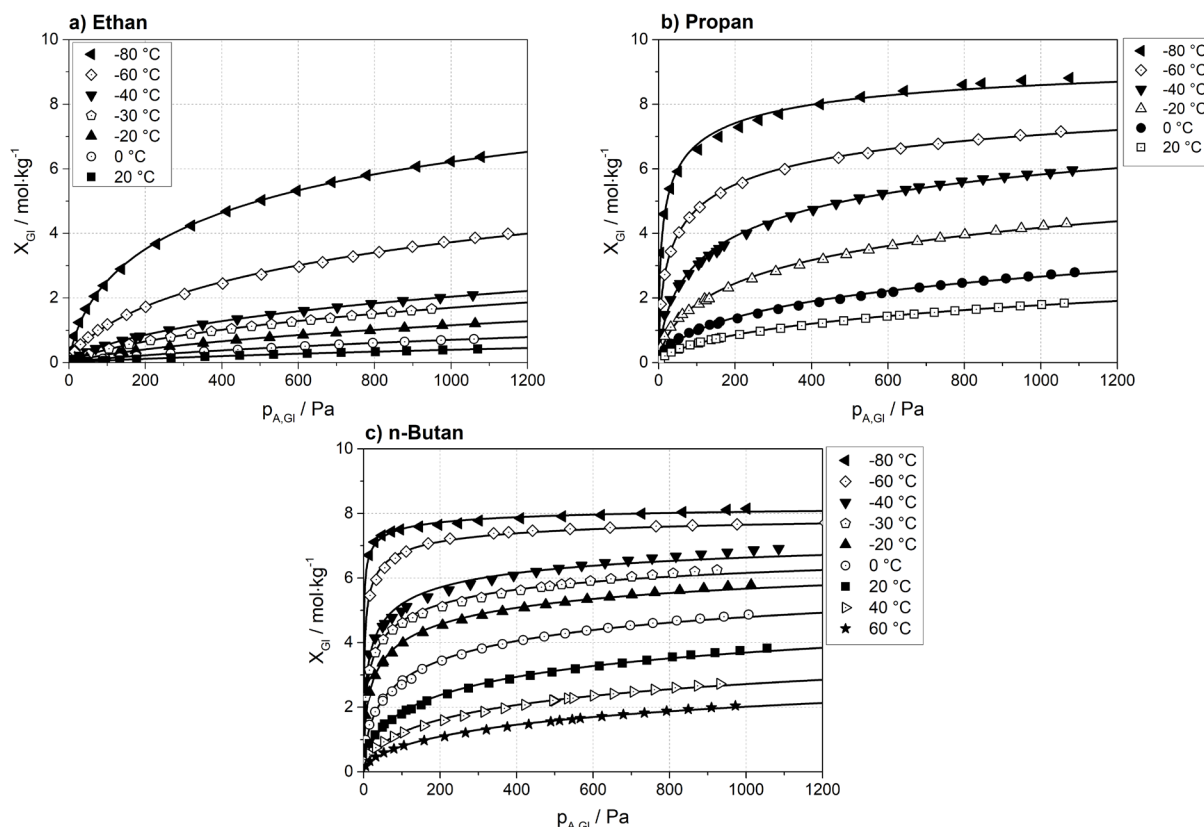 a) Ethan
10
8
6
4
2
0
X_Gl / mol·kg⁻¹
-80 °C
-60 °C
-40 °C
-30 °C
-20 °C
0 °C
20 °C
0 200 400 600 800 1000 1200
p_A,Gl / Pa
b) Propan
10
8
6
4
2
0
X_Gl / mol·kg⁻¹
-80 °C
-60 °C
-40 °C
-20 °C
0 °C
20 °C
0 200 400 600 800 1000 1200
p_A,Gl / Pa
c) n-Butan
10
8
6
4
2
0
X_Gl / mol·kg⁻¹
-80 °C
-60 °C
-40 °C
-30 °C
-20 °C
0 °C
20 °C
40 °C
60 °C
0 200 400 600 800 1000 1200
p_A,Gl / Pa